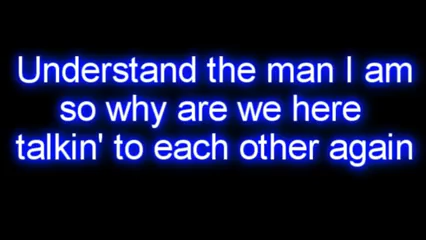 Understand the man I am
so why are we here
talkin' to each other again